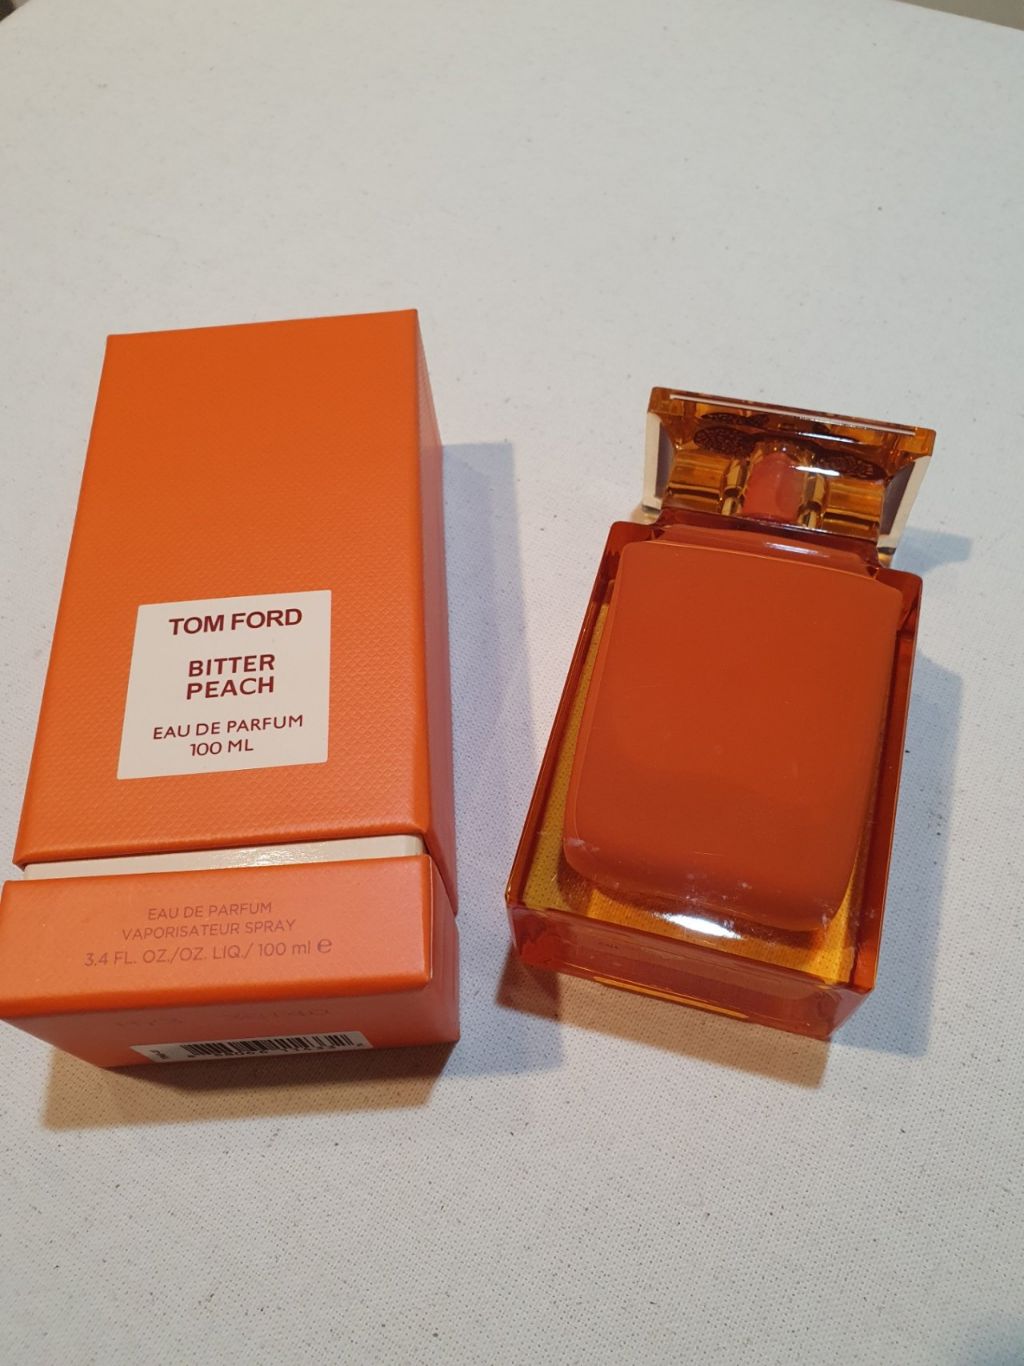 TOM FORD
BITTER
PEACH
EAU DE PARFUM
100 ML
EAU DE PARFUM
VAPORISATEUR SPRAY
3.4 FL. OZ./OZ. LIQ./ 100 ml ℮